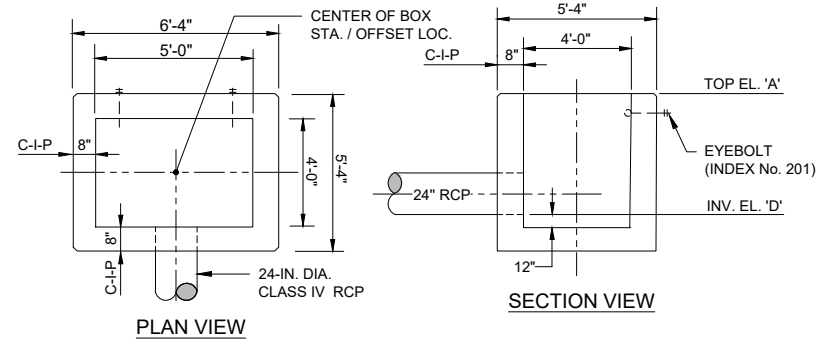 6'-4"
5'-0"
CENTER OF BOX
STA. / OFFSET LOC.
C-I-P
8"
4'-0"
5'-4"
8"
C-I-P
24-IN. DIA.
CLASS IV RCP
PLAN VIEW
5'-4"
4'-0"
C-I-P
8"
TOP EL. 'A'
EYEBOLT
(INDEX No. 201)
24" RCP
INV. EL. 'D'
12"
SECTION VIEW